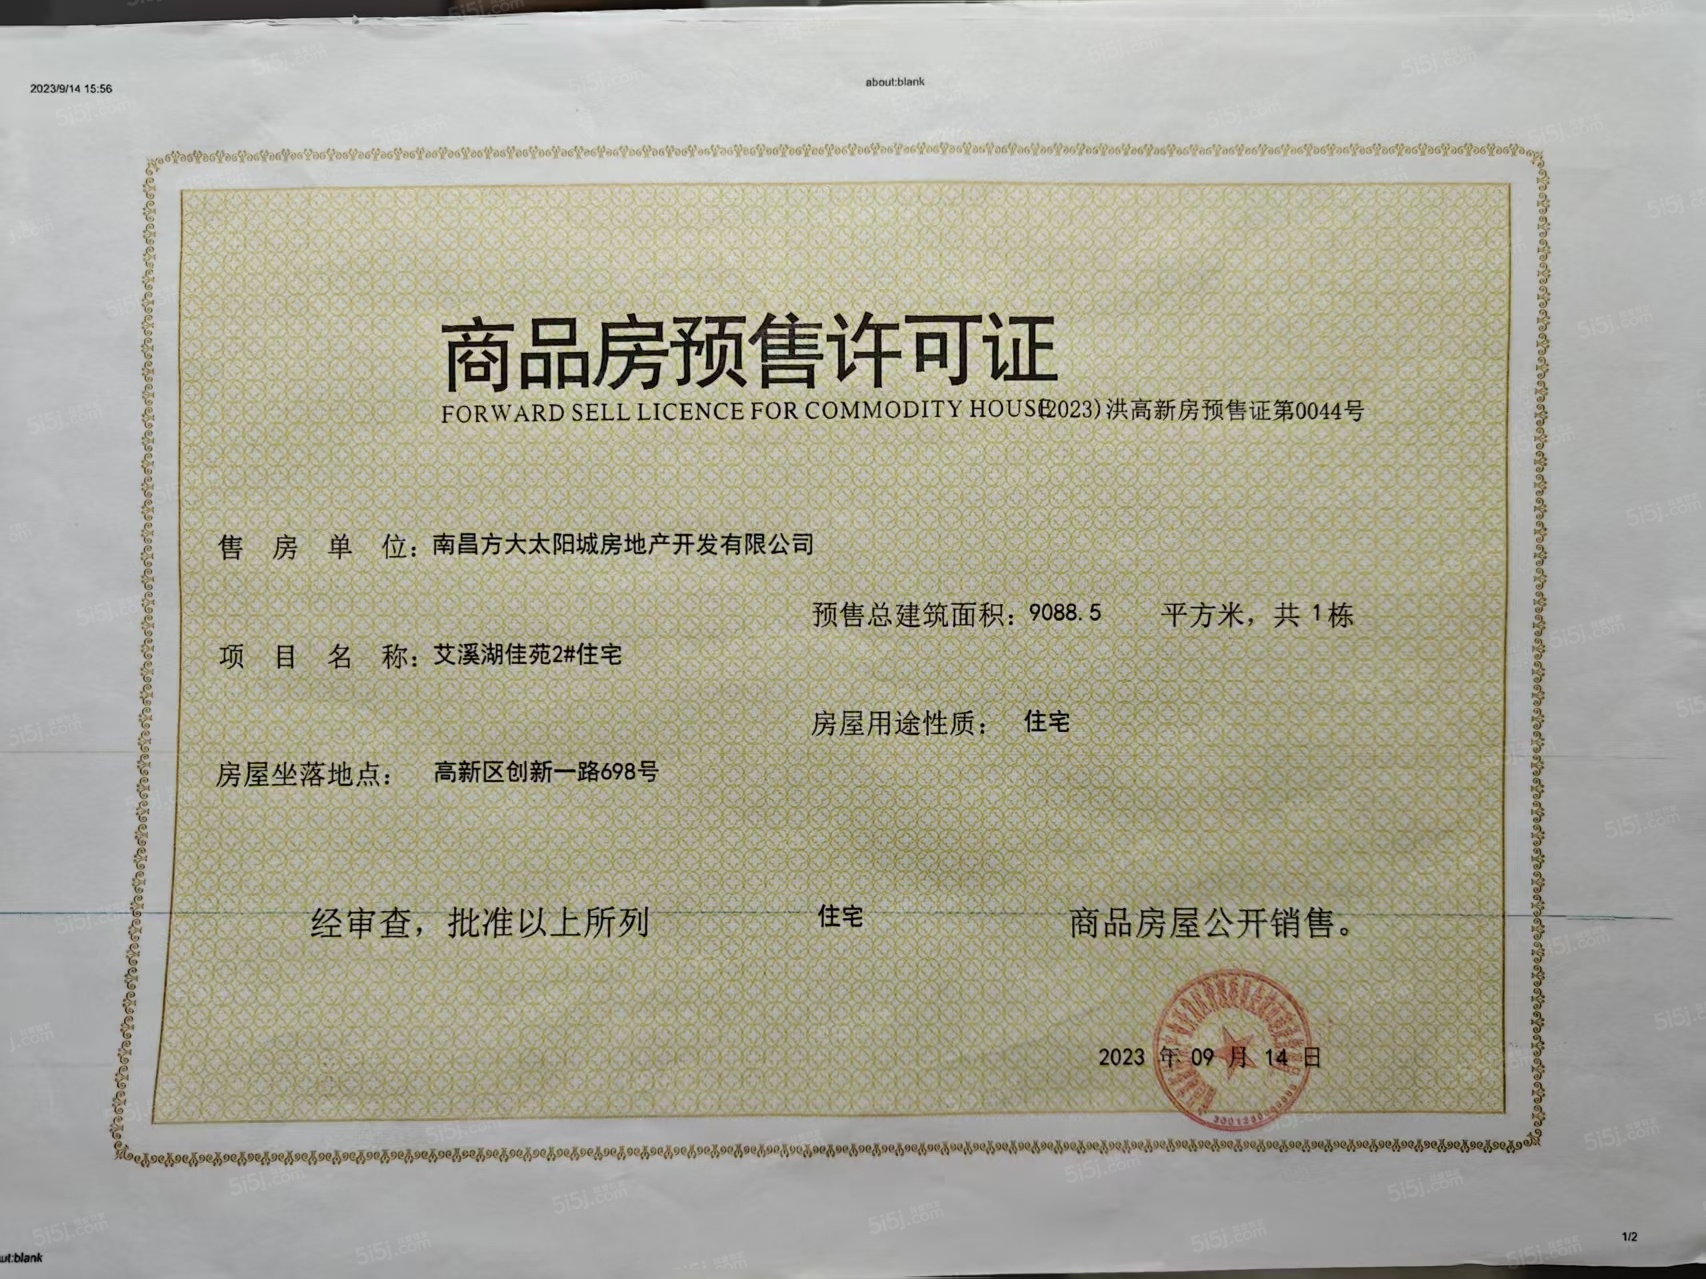 2023/9/14 15:56
about:blank
商品房预售许可证
FORWARD SELL LICENCE FOR COMMODITY HOUSE
(2023)洪高新房预售证第0044号
售房单位：南昌方大太阳城房地产开发有限公司
预售总建筑面积：9088.5 平方米，共 1 栋
项目名称：艾溪湖佳苑2#住宅
房屋用途性质： 住宅
房屋坐落地点： 高新区创新一路698号
经审查，批准以上所列 住宅 商品房屋公开销售。
2023 年 09 月 14 日
1/2
5i5j.com